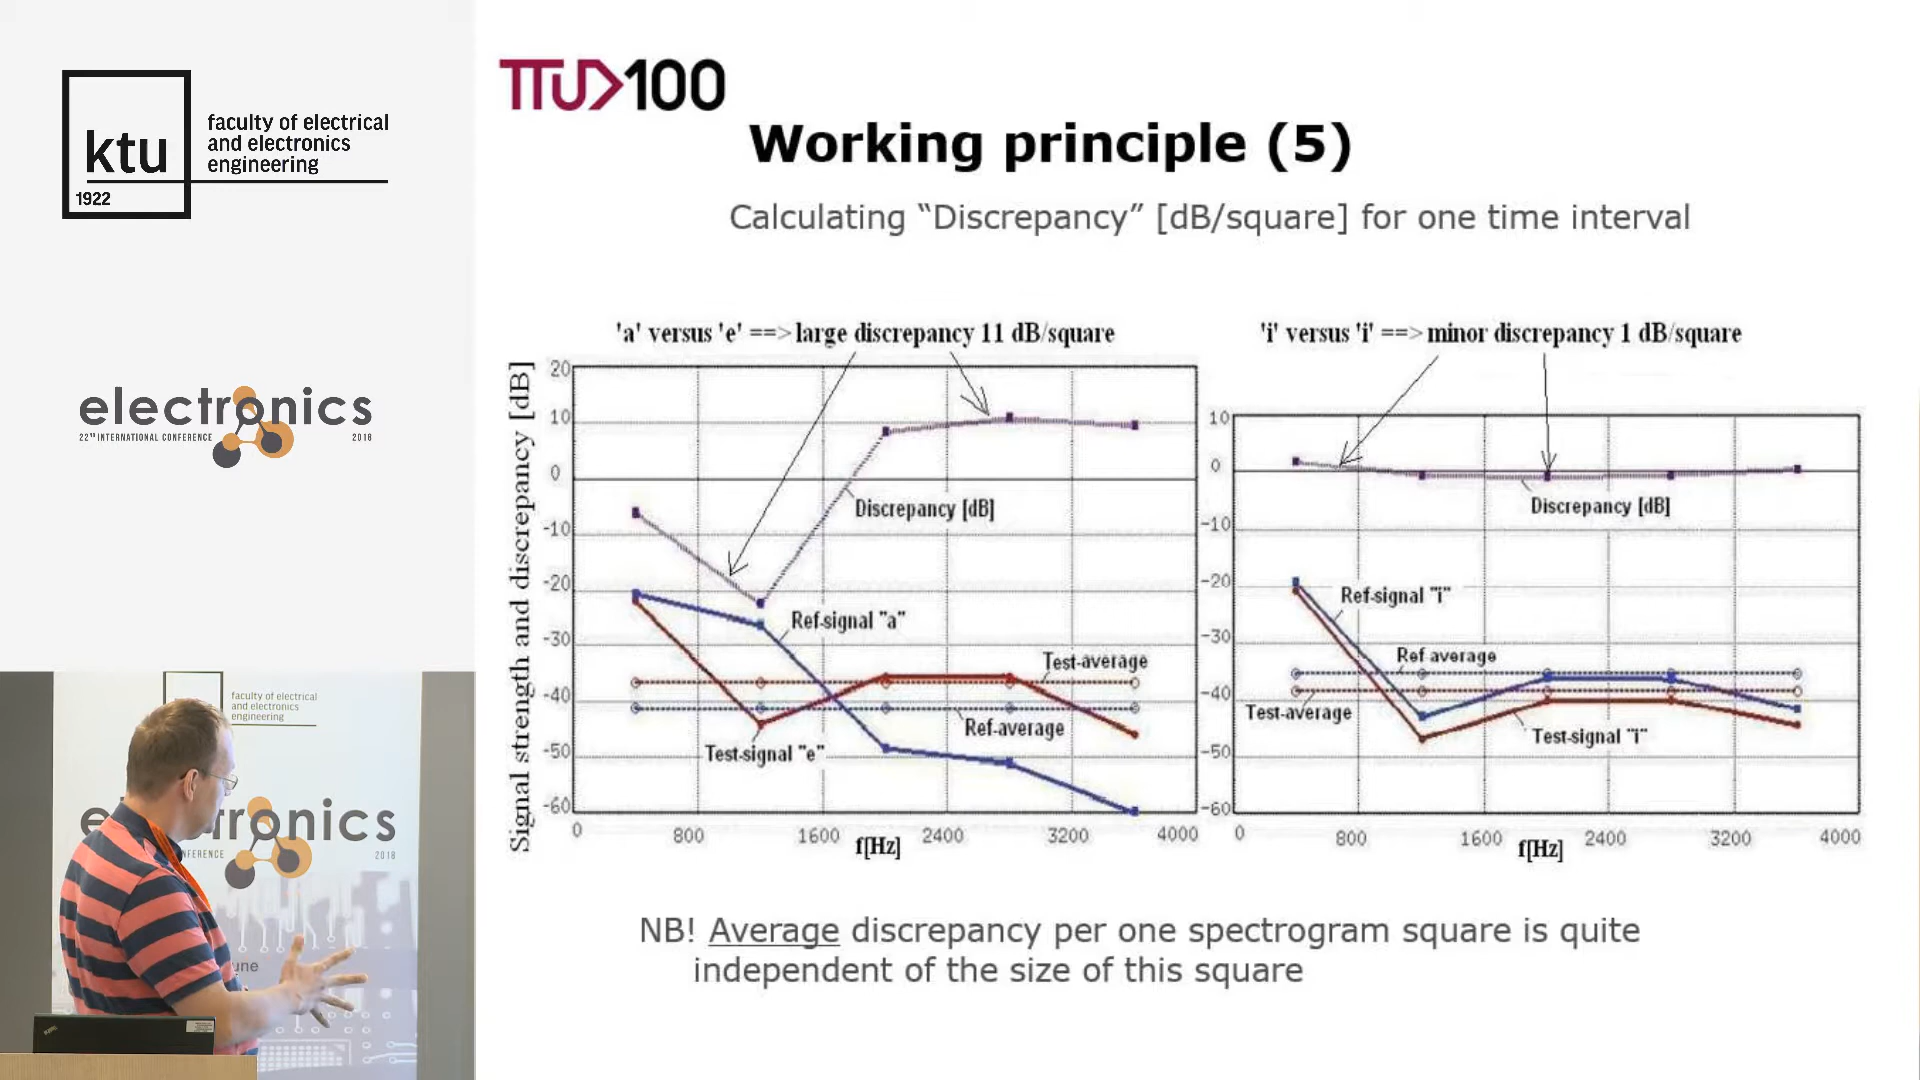 ktu
1922
faculty of electrical
and electronics
engineering
electronics
22ND INTERNATIONAL CONFERENCE 2018
faculty of electrical
and electronics
engineering
electronics
2018
TTÜ>100
Working principle (5)
Calculating “Discrepancy” [dB/square] for one time interval
'a' versus 'e' ==> large discrepancy 11 dB/square
Signal strength and discrepancy [dB]
20
10
0
-10
-20
-30
-40
-50
-60
Discrepancy [dB]
Ref-signal "a"
Test-average
Ref-average
Test-signal "e"
0 800 1600 2400 3200 4000
f[Hz]
'i' versus 'i' ==> minor discrepancy 1 dB/square
10
0
-10
-20
-30
-40
-50
-60
Discrepancy [dB]
Ref-signal "i"
Ref average
Test-average
Test-signal "i"
0 800 1600 2400 3200 4000
f[Hz]
NB! Average discrepancy per one spectrogram square is quite
independent of the size of this square